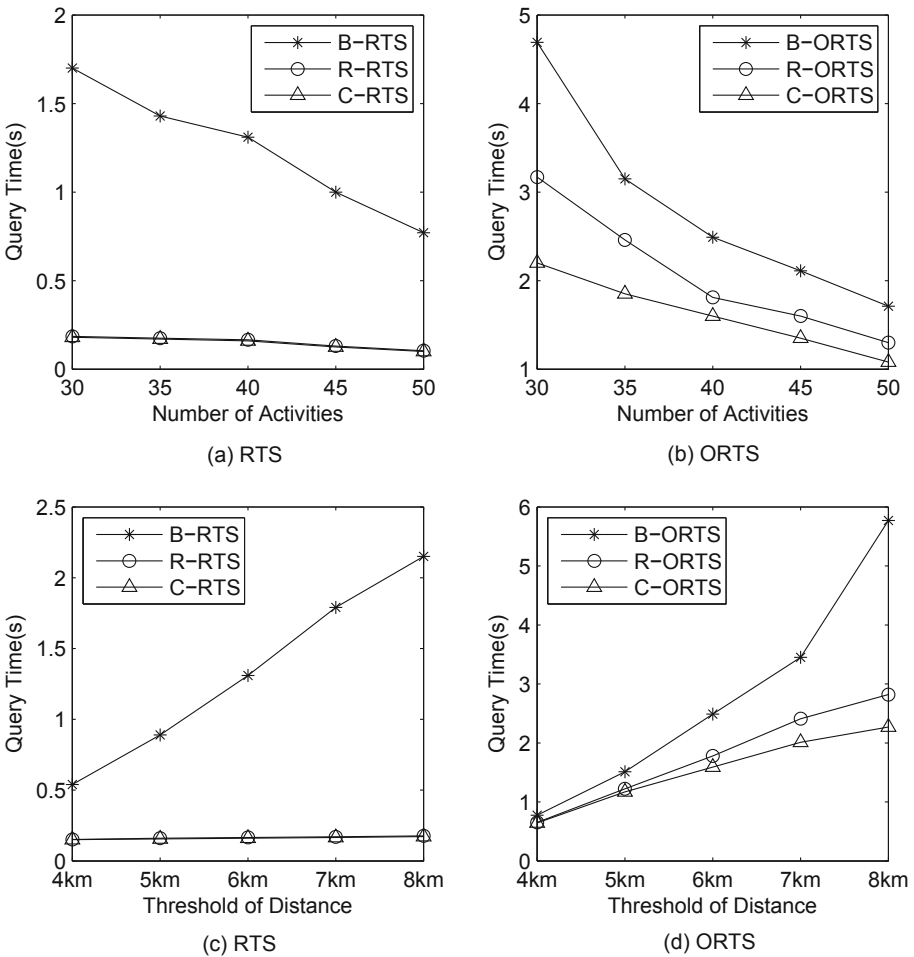 2
1.5
1
0.5
0
30
35
40
45
50
Query Time(s)
Number of Activities
B-RTS
R-RTS
C-RTS
(a) RTS
5
4
3
2
1
30
35
40
45
50
Query Time(s)
Number of Activities
B-ORTS
R-ORTS
C-ORTS
(b) ORTS
2.5
2
1.5
1
0.5
0
4km
5km
6km
7km
8km
Query Time(s)
Threshold of Distance
B-RTS
R-RTS
C-RTS
(c) RTS
6
5
4
3
2
1
0
4km
5km
6km
7km
8km
Query Time(s)
Threshold of Distance
B-ORTS
R-ORTS
C-ORTS
(d) ORTS